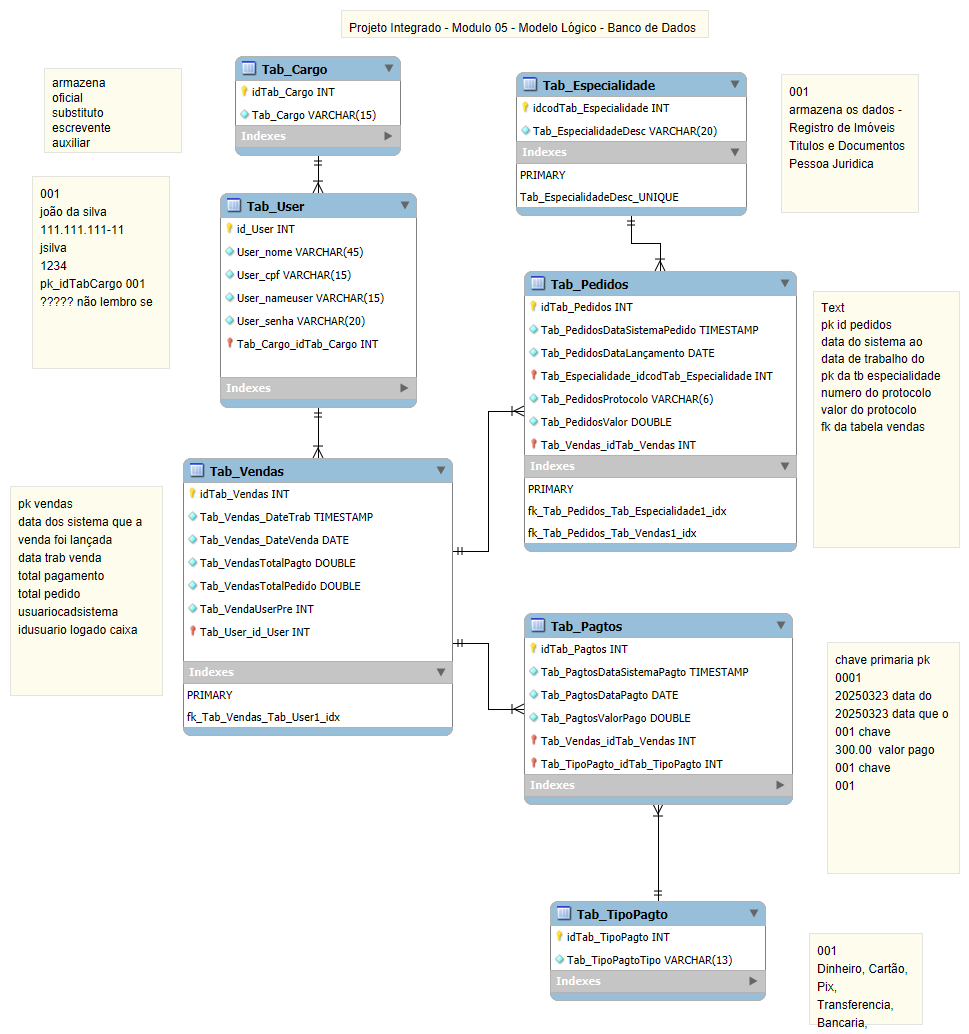 Projeto Integrado - Modulo 05 - Modelo Lógico - Banco de Dados
armazena
oficial
substituto
escrevente
auxiliar
Tab_Cargo
idTab_Cargo INT
Tab_Cargo VARCHAR(15)
Indexes
Tab_Especialidade
idcodTab_Especialidade INT
Tab_EspecialidadeDesc VARCHAR(20)
Indexes
PRIMARY
Tab_EspecialidadeDesc_UNIQUE
001
armazena os dados -
Registro de Imóveis
Titulos e Documentos
Pessoa Juridica
001
joão da silva
111.111.111-11
jsilva
1234
pk_idTabCargo 001
????? não lembro se
Tab_User
id_User INT
User_nome VARCHAR(45)
User_cpf VARCHAR(15)
User_nameuser VARCHAR(15)
User_senha VARCHAR(20)
Tab_Cargo_idTab_Cargo INT
Indexes
Tab_Pedidos
idTab_Pedidos INT
Tab_PedidosDataSistemaPedido TIMESTAMP
Tab_PedidosDataLançamento DATE
Tab_Especialidade_idcodTab_Especialidade INT
Tab_PedidosProtocolo VARCHAR(6)
Tab_PedidosValor DOUBLE
Tab_Vendas_idTab_Vendas INT
Indexes
PRIMARY
fk_Tab_Pedidos_Tab_Especialidade1_idx
fk_Tab_Pedidos_Tab_Vendas1_idx
Text
pk id pedidos
data do sistema ao
data de trabalho do
pk da tb especialidade
numero do protocolo
valor do protocolo
fk da tabela vendas
pk vendas
data dos sistema que a
venda foi lançada
data trab venda
total pagamento
total pedido
usuariocadsistema
idusuario logado caixa
Tab_Vendas
idTab_Vendas INT
Tab_Vendas_DateTrab TIMESTAMP
Tab_Vendas_DateVenda DATE
Tab_VendasTotalPagto DOUBLE
Tab_VendasTotalPedido DOUBLE
Tab_VendaUserPre INT
Tab_User_id_User INT
Indexes
PRIMARY
fk_Tab_Vendas_Tab_User1_idx
Tab_Pagtos
idTab_Pagtos INT
Tab_PagtosDataSistemaPagto TIMESTAMP
Tab_PagtosDataPagto DATE
Tab_PagtosValorPago DOUBLE
Tab_Vendas_idTab_Vendas INT
Tab_TipoPagto_idTab_TipoPagto INT
Indexes
chave primaria pk
0001
20250323 data do
20250323 data que o
001 chave
300.00 valor pago
001 chave
001
Tab_TipoPagto
idTab_TipoPagto INT
Tab_TipoPagtoTipo VARCHAR(13)
Indexes
001
Dinheiro, Cartão,
Pix,
Transferencia,
Bancaria,